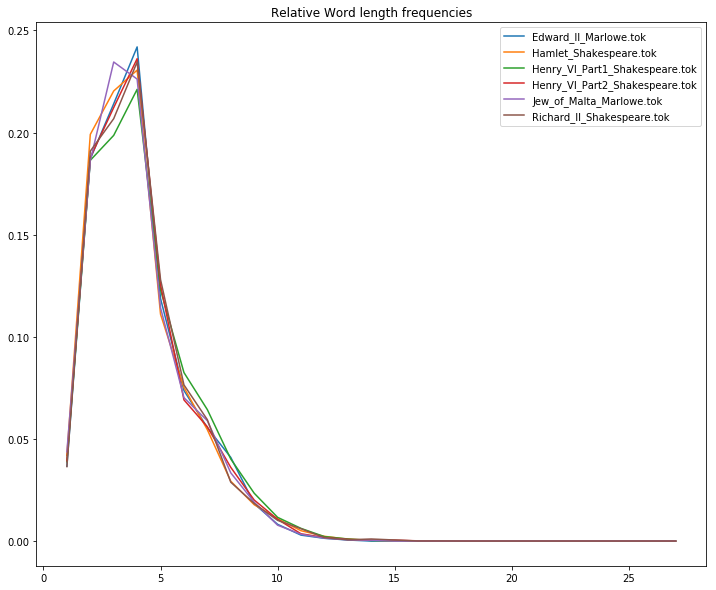 Relative Word length frequencies
Edward_II_Marlowe.tok
Hamlet_Shakespeare.tok
Henry_VI_Part1_Shakespeare.tok
Henry_VI_Part2_Shakespeare.tok
Jew_of_Malta_Marlowe.tok
Richard_II_Shakespeare.tok
0.25
0.20
0.15
0.10
0.05
0.00
0 5 10 15 20 25